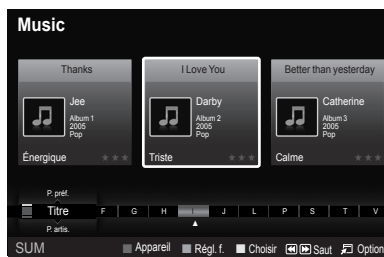 Music
Thanks
Jee
Album 1
2005
Pop
Énergique
I Love You
Darby
Album 2
2005
Pop
Triste
Better than yesterday
Catherine
Album 3
2005
Pop
Calme
P. préf.
Titre F G H I J L P S T V
P. artis.
SUM Appareil Régl. f. Choisir Saut Option